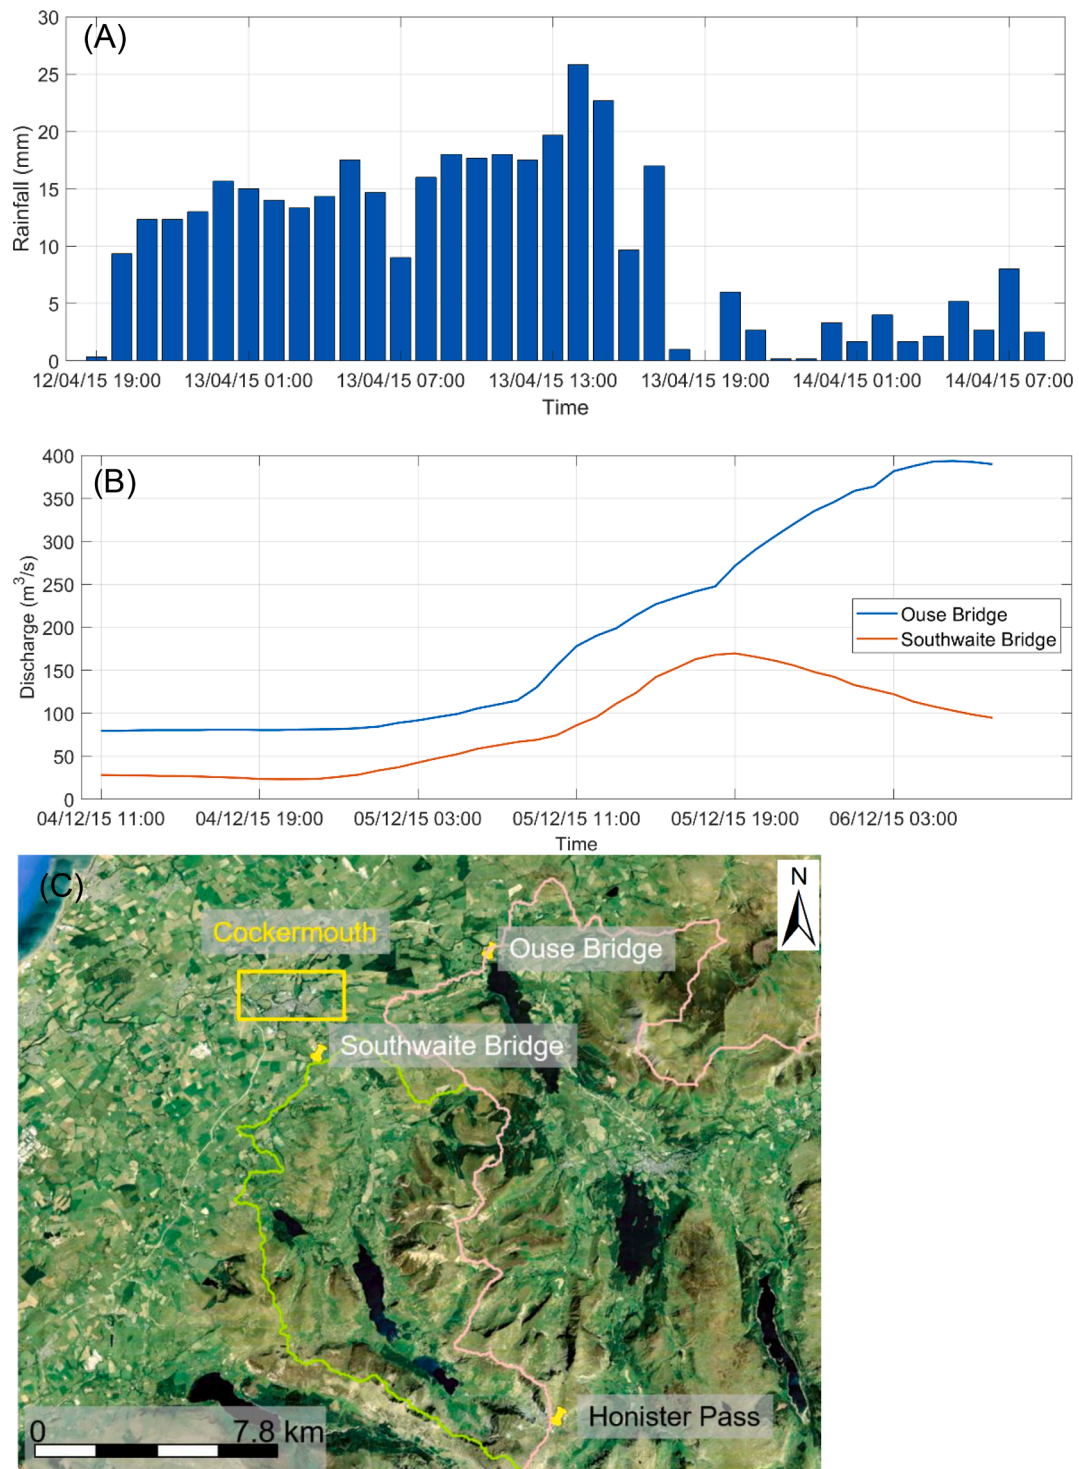 (A)
30
25
20
15
10
5
0
Rainfall (mm)
12/04/15 19:00 13/04/15 01:00 13/04/15 07:00 13/04/15 13:00 13/04/15 19:00 14/04/15 01:00 14/04/15 07:00
Time
(B)
400
350
300
250
200
150
100
50
0
Discharge (m³/s)
Ouse Bridge
Southwaite Bridge
04/12/15 11:00 04/12/15 19:00 05/12/15 03:00 05/12/15 11:00 05/12/15 19:00 06/12/15 03:00
Time
(C)
N
Cockermouth
Ouse Bridge
Southwaite Bridge
Honister Pass
0 7.8 km